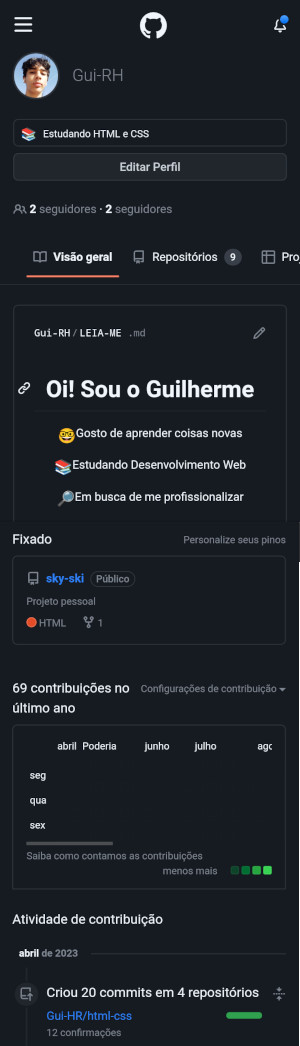 Gui-RH
Estudando HTML e CSS
Editar Perfil
2 seguidores · 2 seguidores
Visão geral Repositórios 9 Proj
Gui-RH/LEIA-ME .md
Oi! Sou o Guilherme
Gosto de aprender coisas novas
Estudando Desenvolvimento Web
Em busca de me profissionalizar
Fixado Personalize seus pinos
sky-ski Público
Projeto pessoal
HTML 1
69 contribuições no último ano Configurações de contribuição
abril Poderia junho julho ago
seg
qua
sex
Saiba como contamos as contribuições
menos mais
Atividade de contribuição
abril de 2023
Criou 20 commits em 4 repositórios
Gui-HR/html-css
12 confirmações